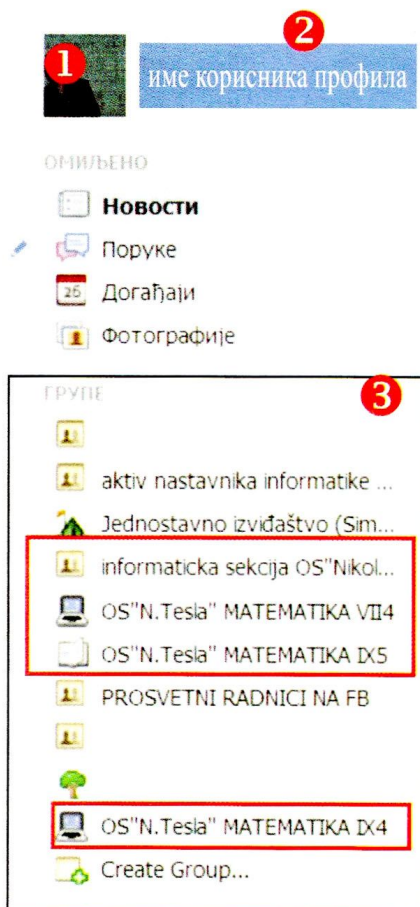 1
2
име корисника профила
ОМИЉЕНО
Новости
Поруке
26 Догађаји
Фотографије
ГРУПЕ
3
aktiv nastavnika informatike ...
Jednostavno izviđaštvo (Sim...
informaticka sekcija OS"Nikol...
OS"N.Tesla" MATEMATIKA VII4
OS"N.Tesla" MATEMATIKA IX5
PROSVETNI RADNICI NA FB
OS"N.Tesla" MATEMATIKA IX4
Create Group...